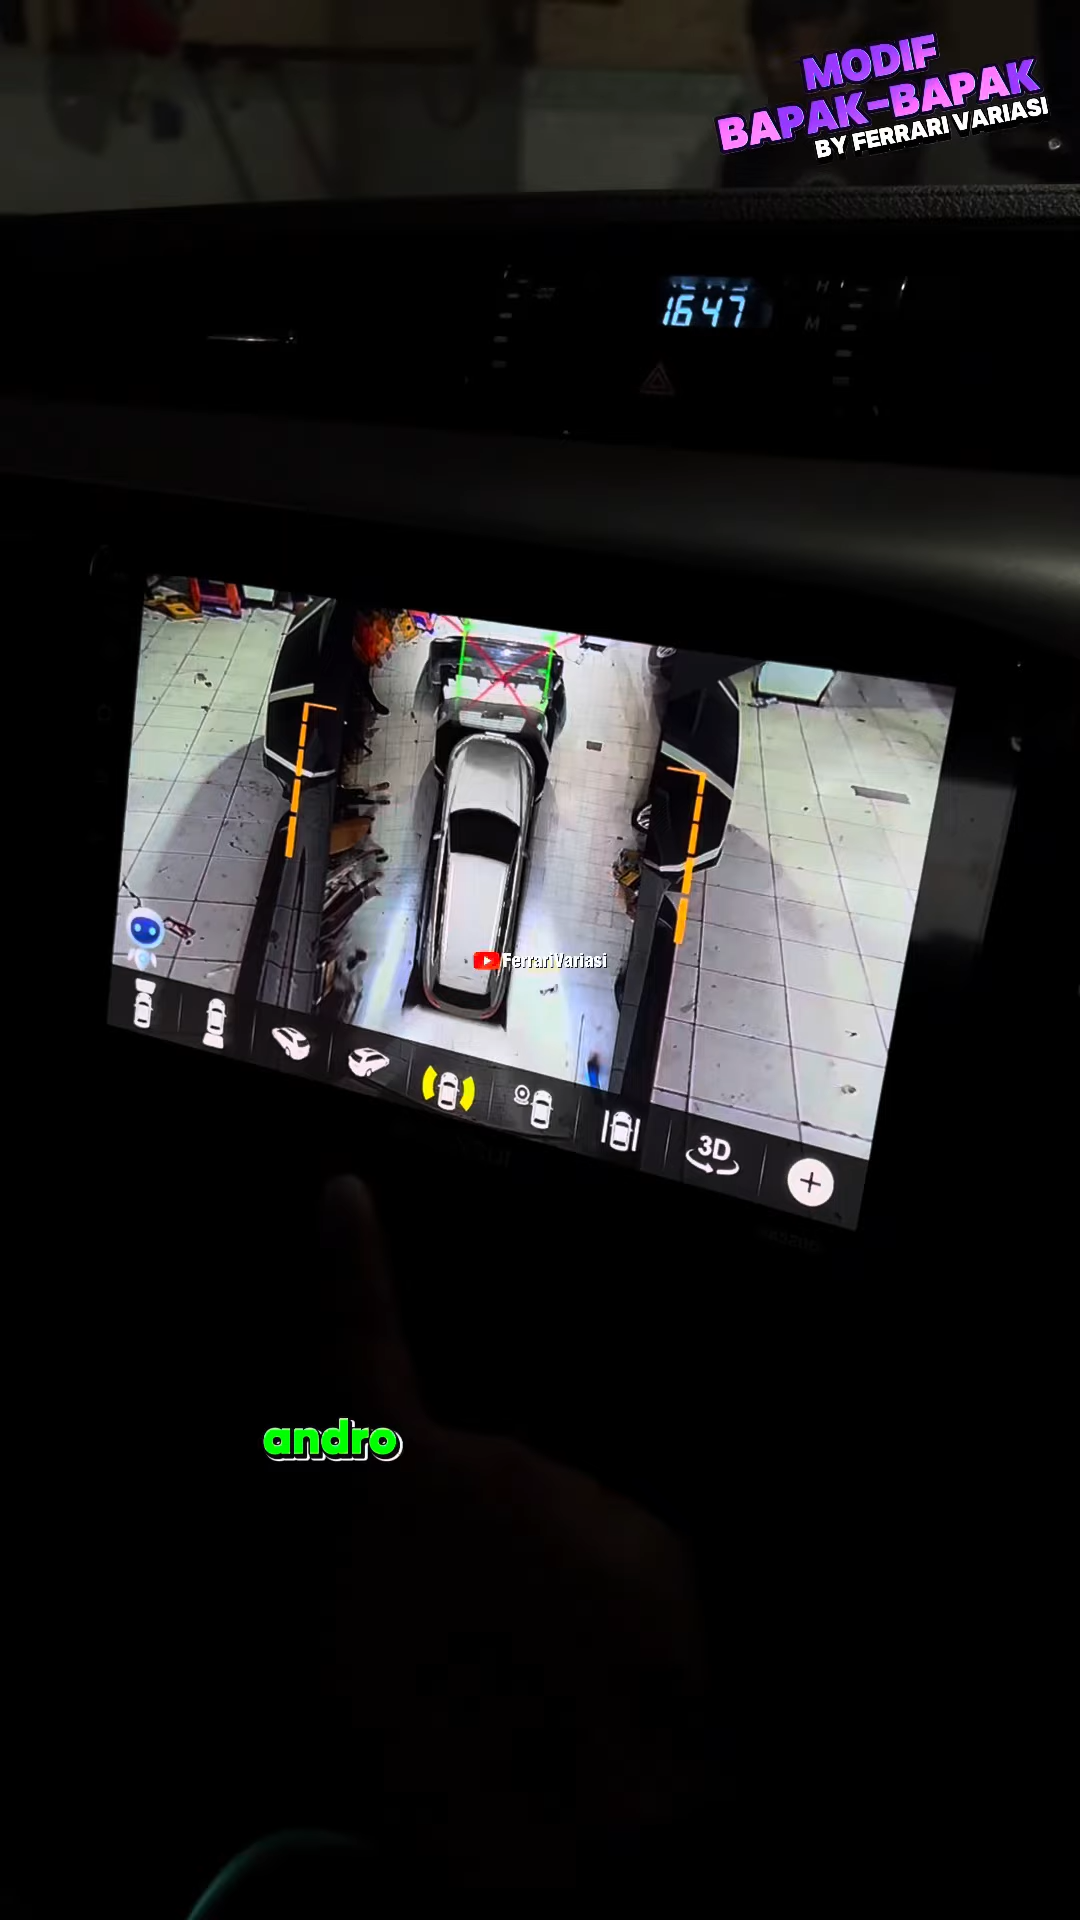 MODIF
BAPAK-BAPAK
BY FERRARI VARIASI
H
16 47
M
FerrariVariasi
3D
andro